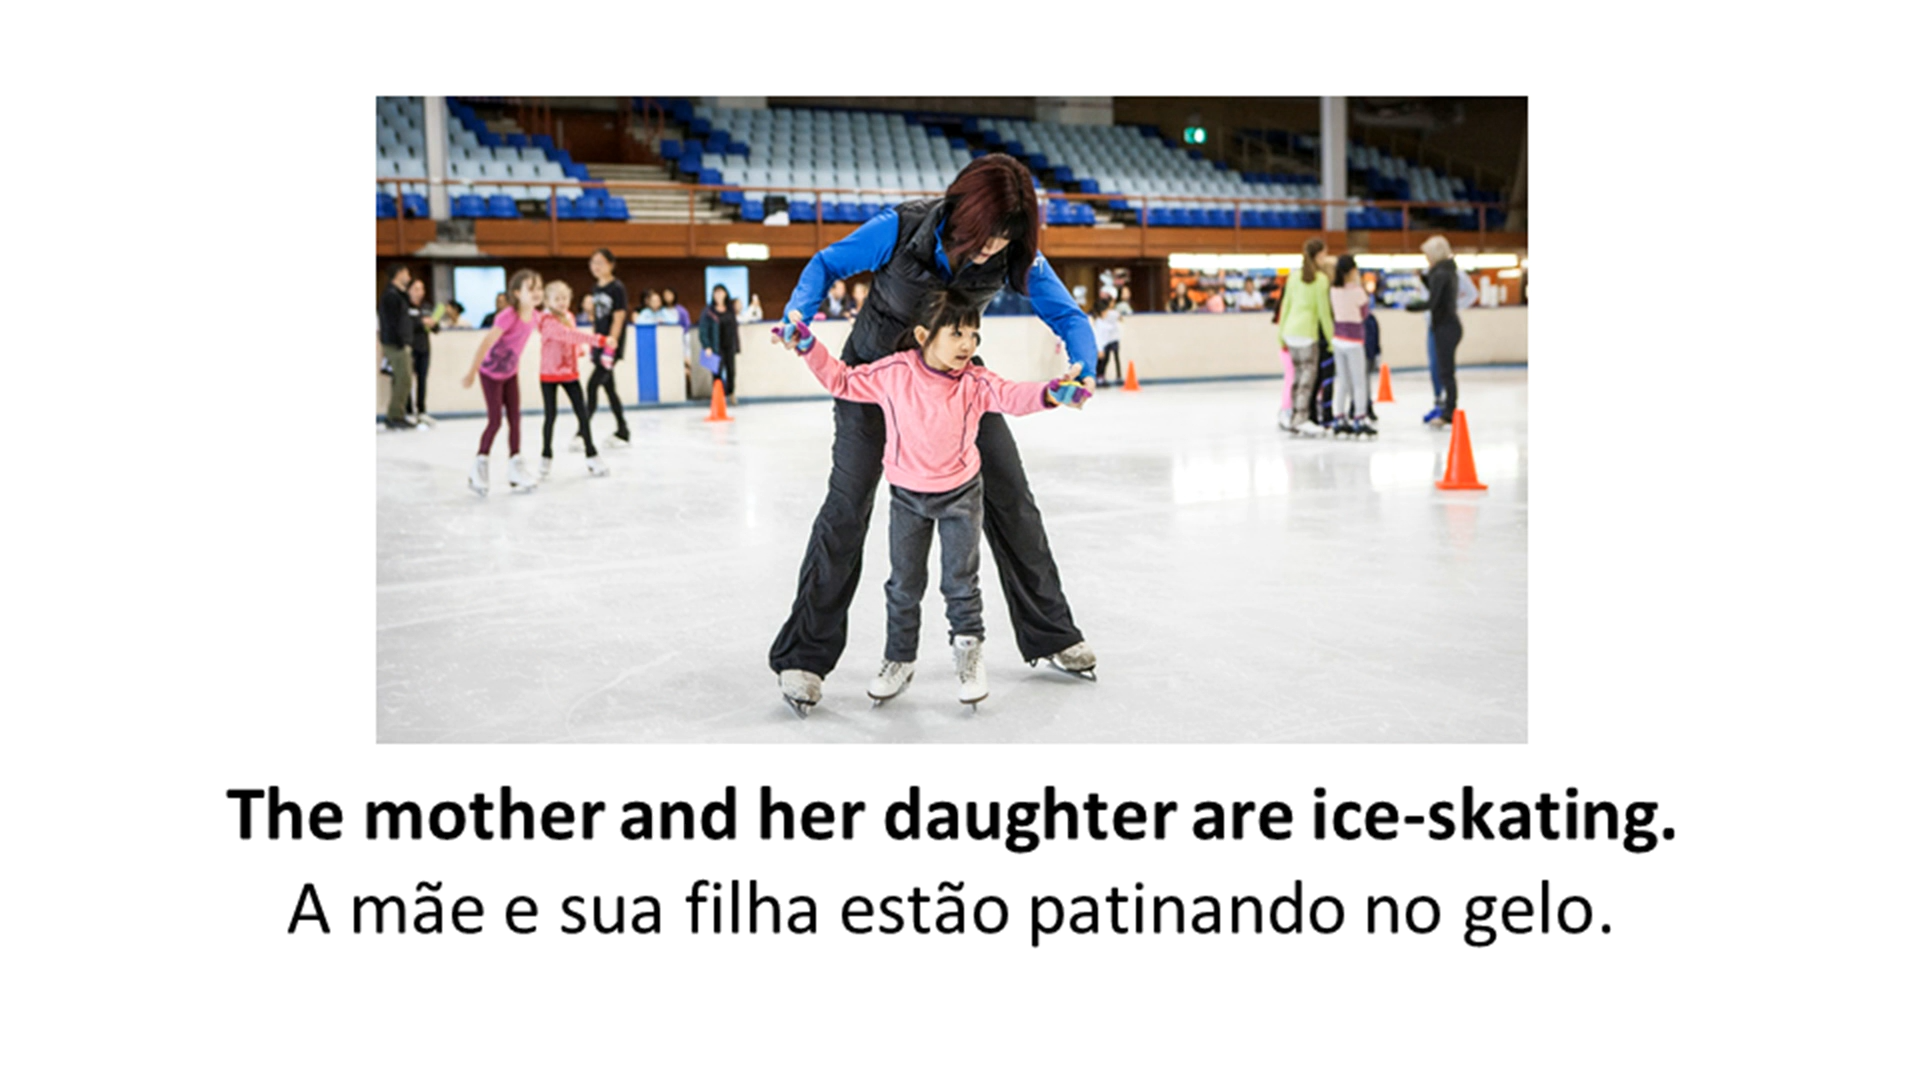 The mother and her daughter are ice-skating.
A mãe e sua filha estão patinando no gelo.